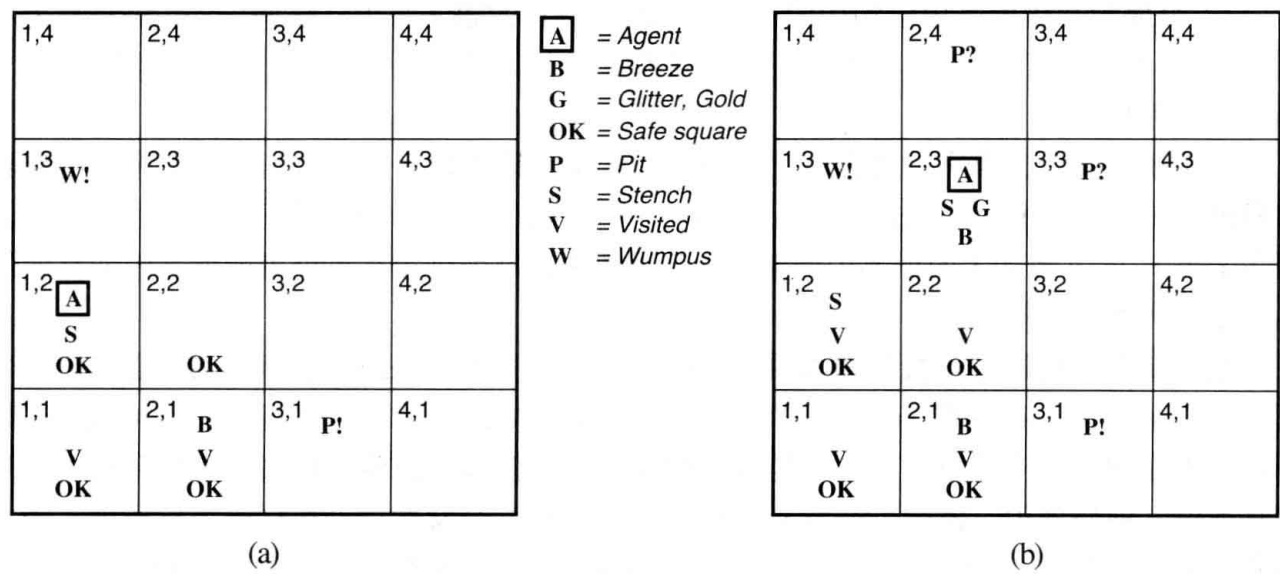 1,4 2,4 3,4 4,4
1,3 W! 2,3 3,3 4,3
1,2 A 2,2 3,2 4,2
S
OK OK
1,1 2,1 B 3,1 P! 4,1
V V
OK OK
(a)
A = Agent
B = Breeze
G = Glitter, Gold
OK = Safe square
P = Pit
S = Stench
V = Visited
W = Wumpus
1,4 2,4 P? 3,4 4,4
1,3 W! 2,3 A 3,3 P? 4,3
S G
B
1,2 S 2,2 3,2 4,2
V V
OK OK
1,1 2,1 B 3,1 P! 4,1
V V
OK OK
(b)